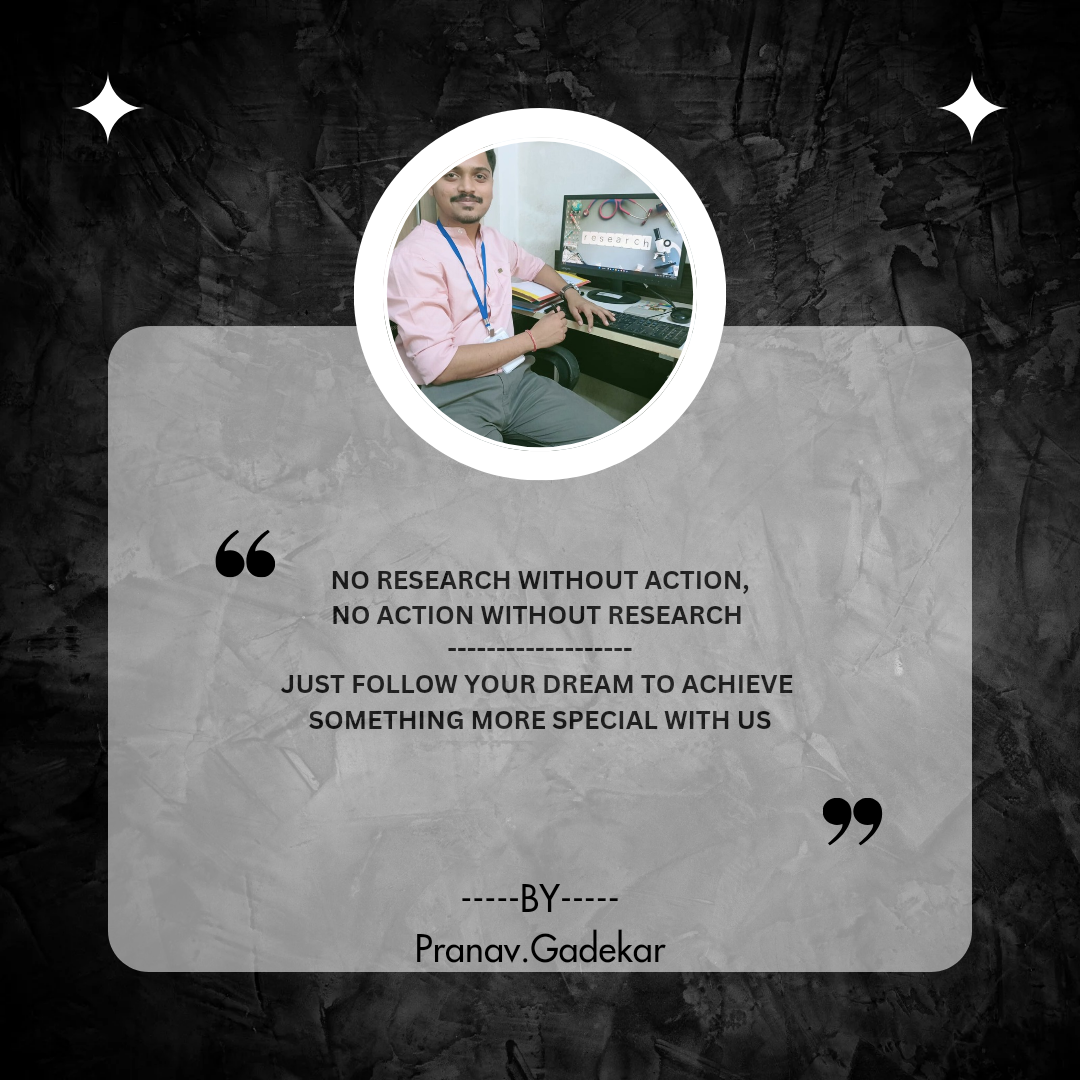 research
“
NO RESEARCH WITHOUT ACTION,
NO ACTION WITHOUT RESEARCH
-------------------
JUST FOLLOW YOUR DREAM TO ACHIEVE
SOMETHING MORE SPECIAL WITH US
”
-----BY-----
Pranav.Gadekar